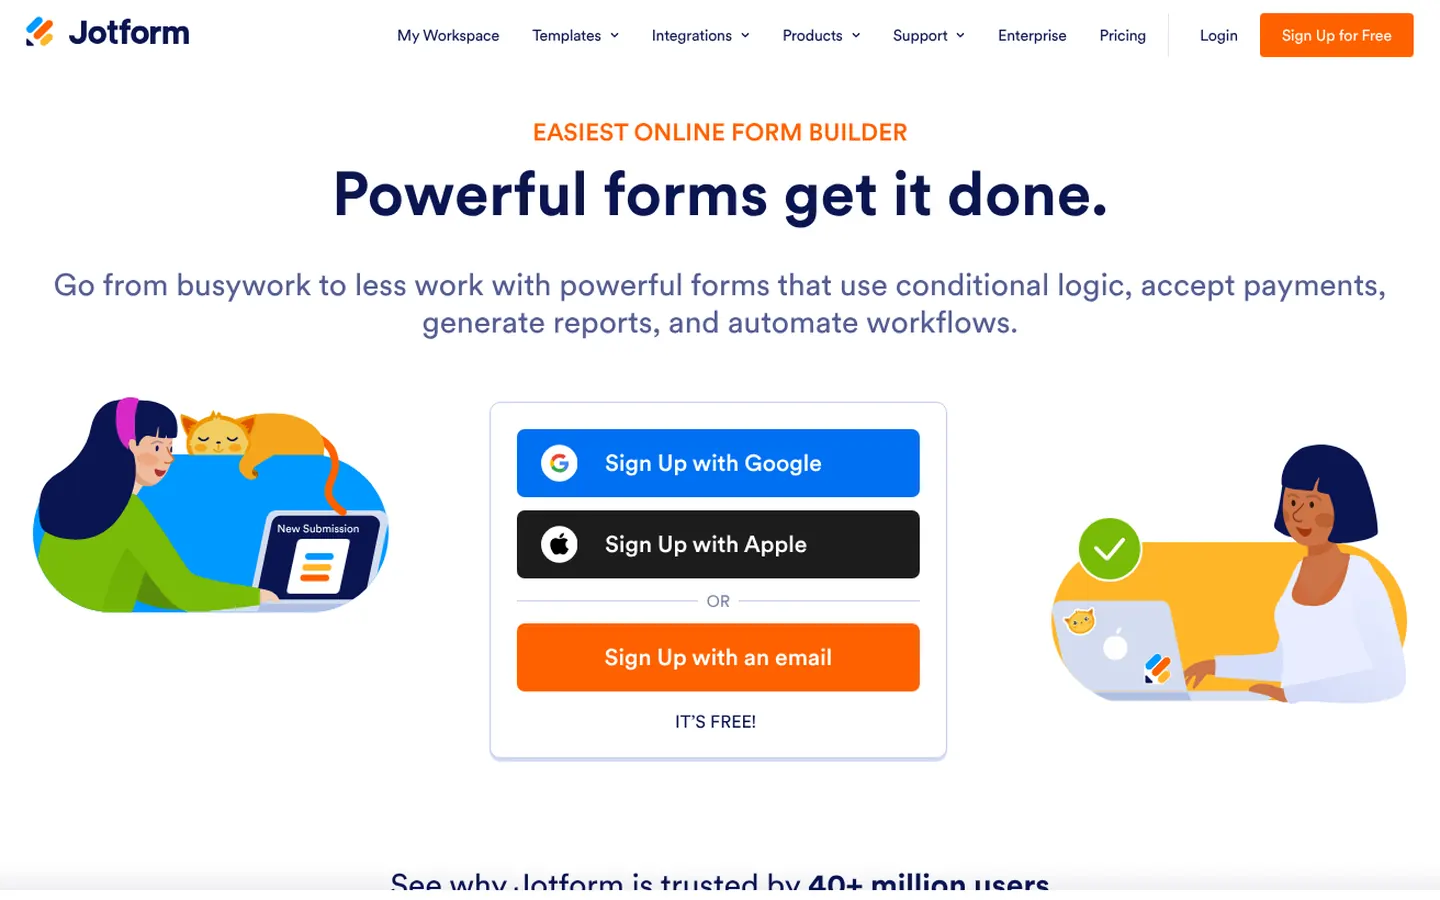 Jotform
My Workspace Templates Integrations Products Support Enterprise Pricing Login Sign Up for Free
EASIEST ONLINE FORM BUILDER
Powerful forms get it done.
Go from busywork to less work with powerful forms that use conditional logic, accept payments,
generate reports, and automate workflows.
New Submission
Sign Up with Google
Sign Up with Apple
OR
Sign Up with an email
IT'S FREE!
See why Jotform is trusted by 40+ million users